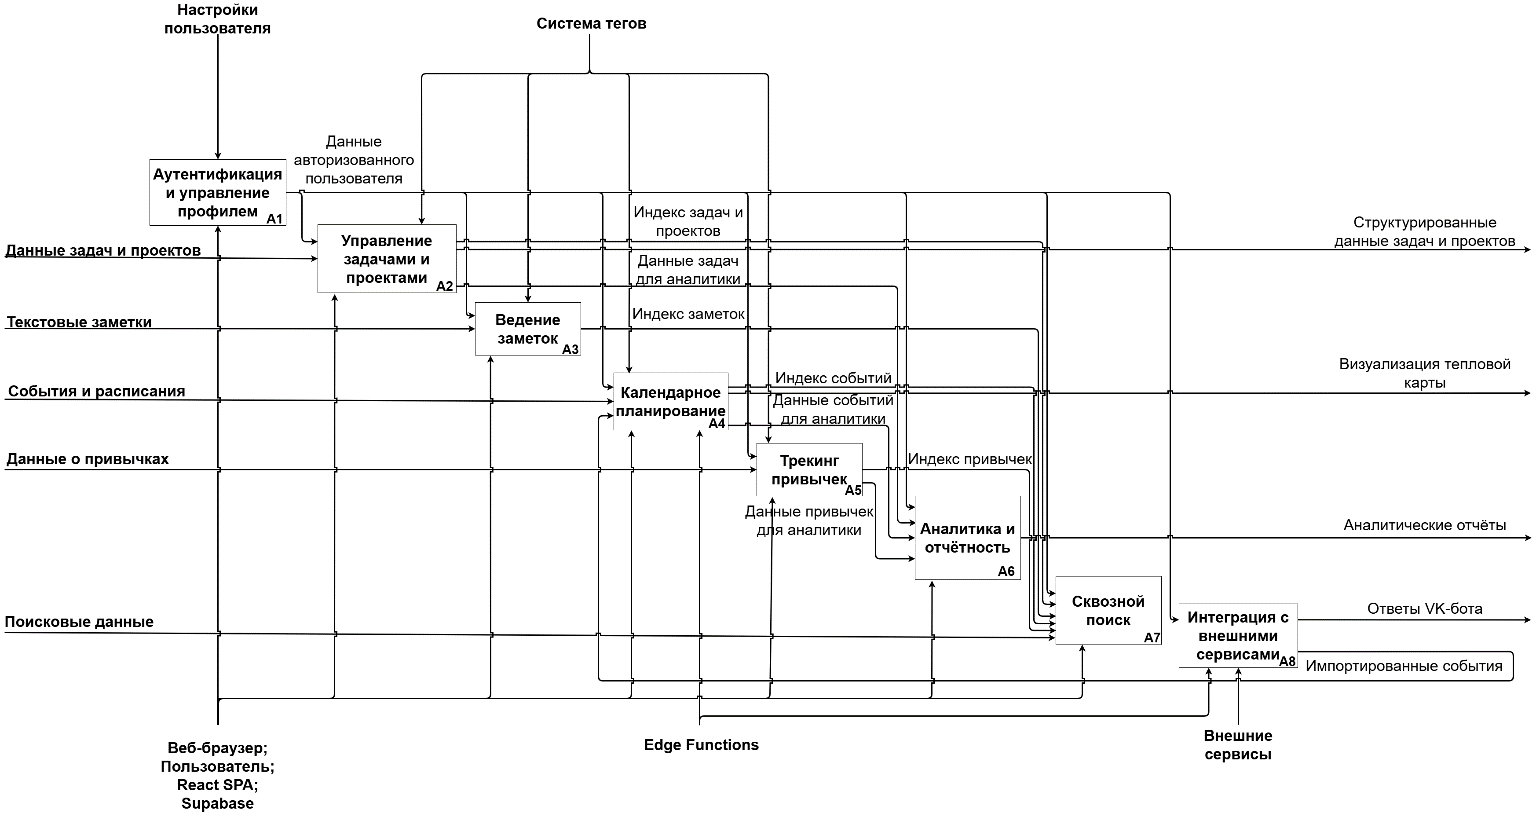 Настройки
пользователя
Система тегов
Данные
авторизованного
пользователя
Аутентификация
и управление
профилем
A1
Индекс задач и
проектов
Структурированные
данные задач и проектов
Данные задач и проектов
Управление
задачами и
проектами
A2
Данные задач
для аналитики
Текстовые заметки
Ведение
заметок
A3
Индекс заметок
Визуализация тепловой
карты
События и расписания
Календарное
планирование
A4
Индекс событий
Данные событий
для аналитики
Данные о привычках
Трекинг
привычек
A5
Индекс привычек
Данные привычек
для аналитики
Аналитика и
отчётность
A6
Аналитические отчёты
Поисковые данные
Сквозной
поиск
A7
Интеграция с
внешними
сервисами
A8
Ответы VK-бота
Импортированные события
Веб-браузер;
Пользователь;
React SPA;
Supabase
Edge Functions
Внешние
сервисы